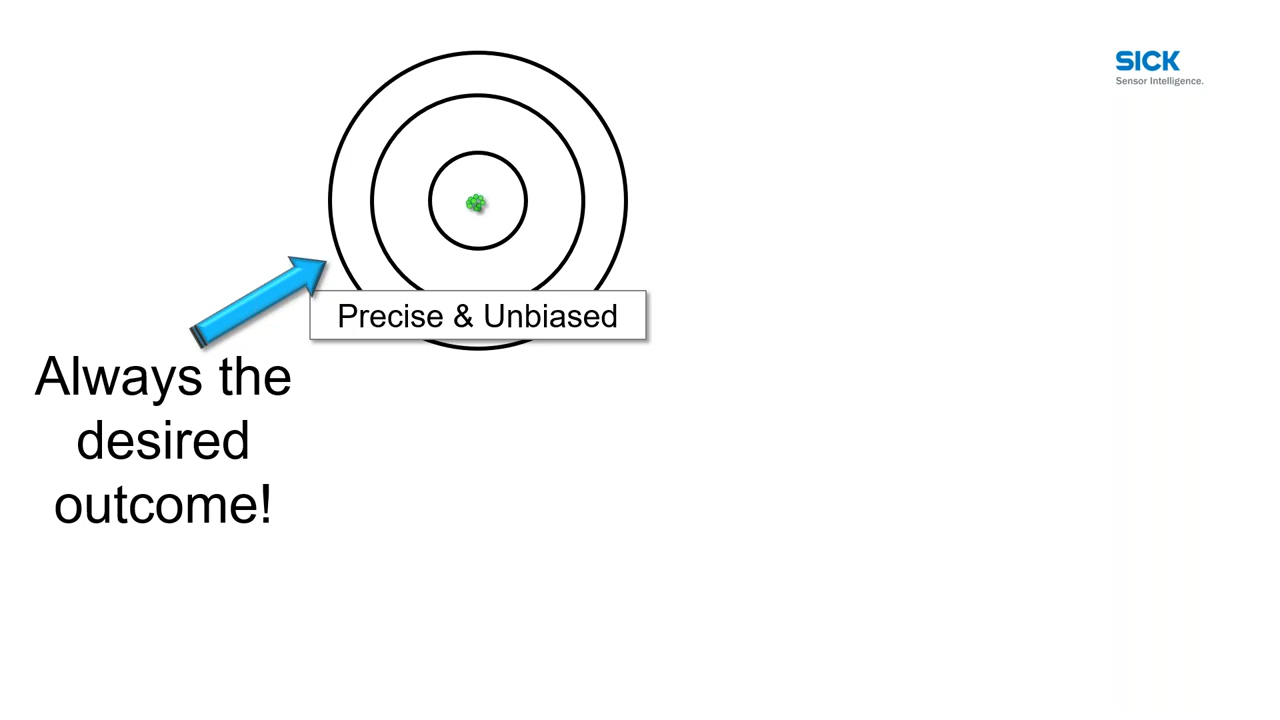 SICK
Sensor Intelligence.
Precise & Unbiased
Always the
desired
outcome!